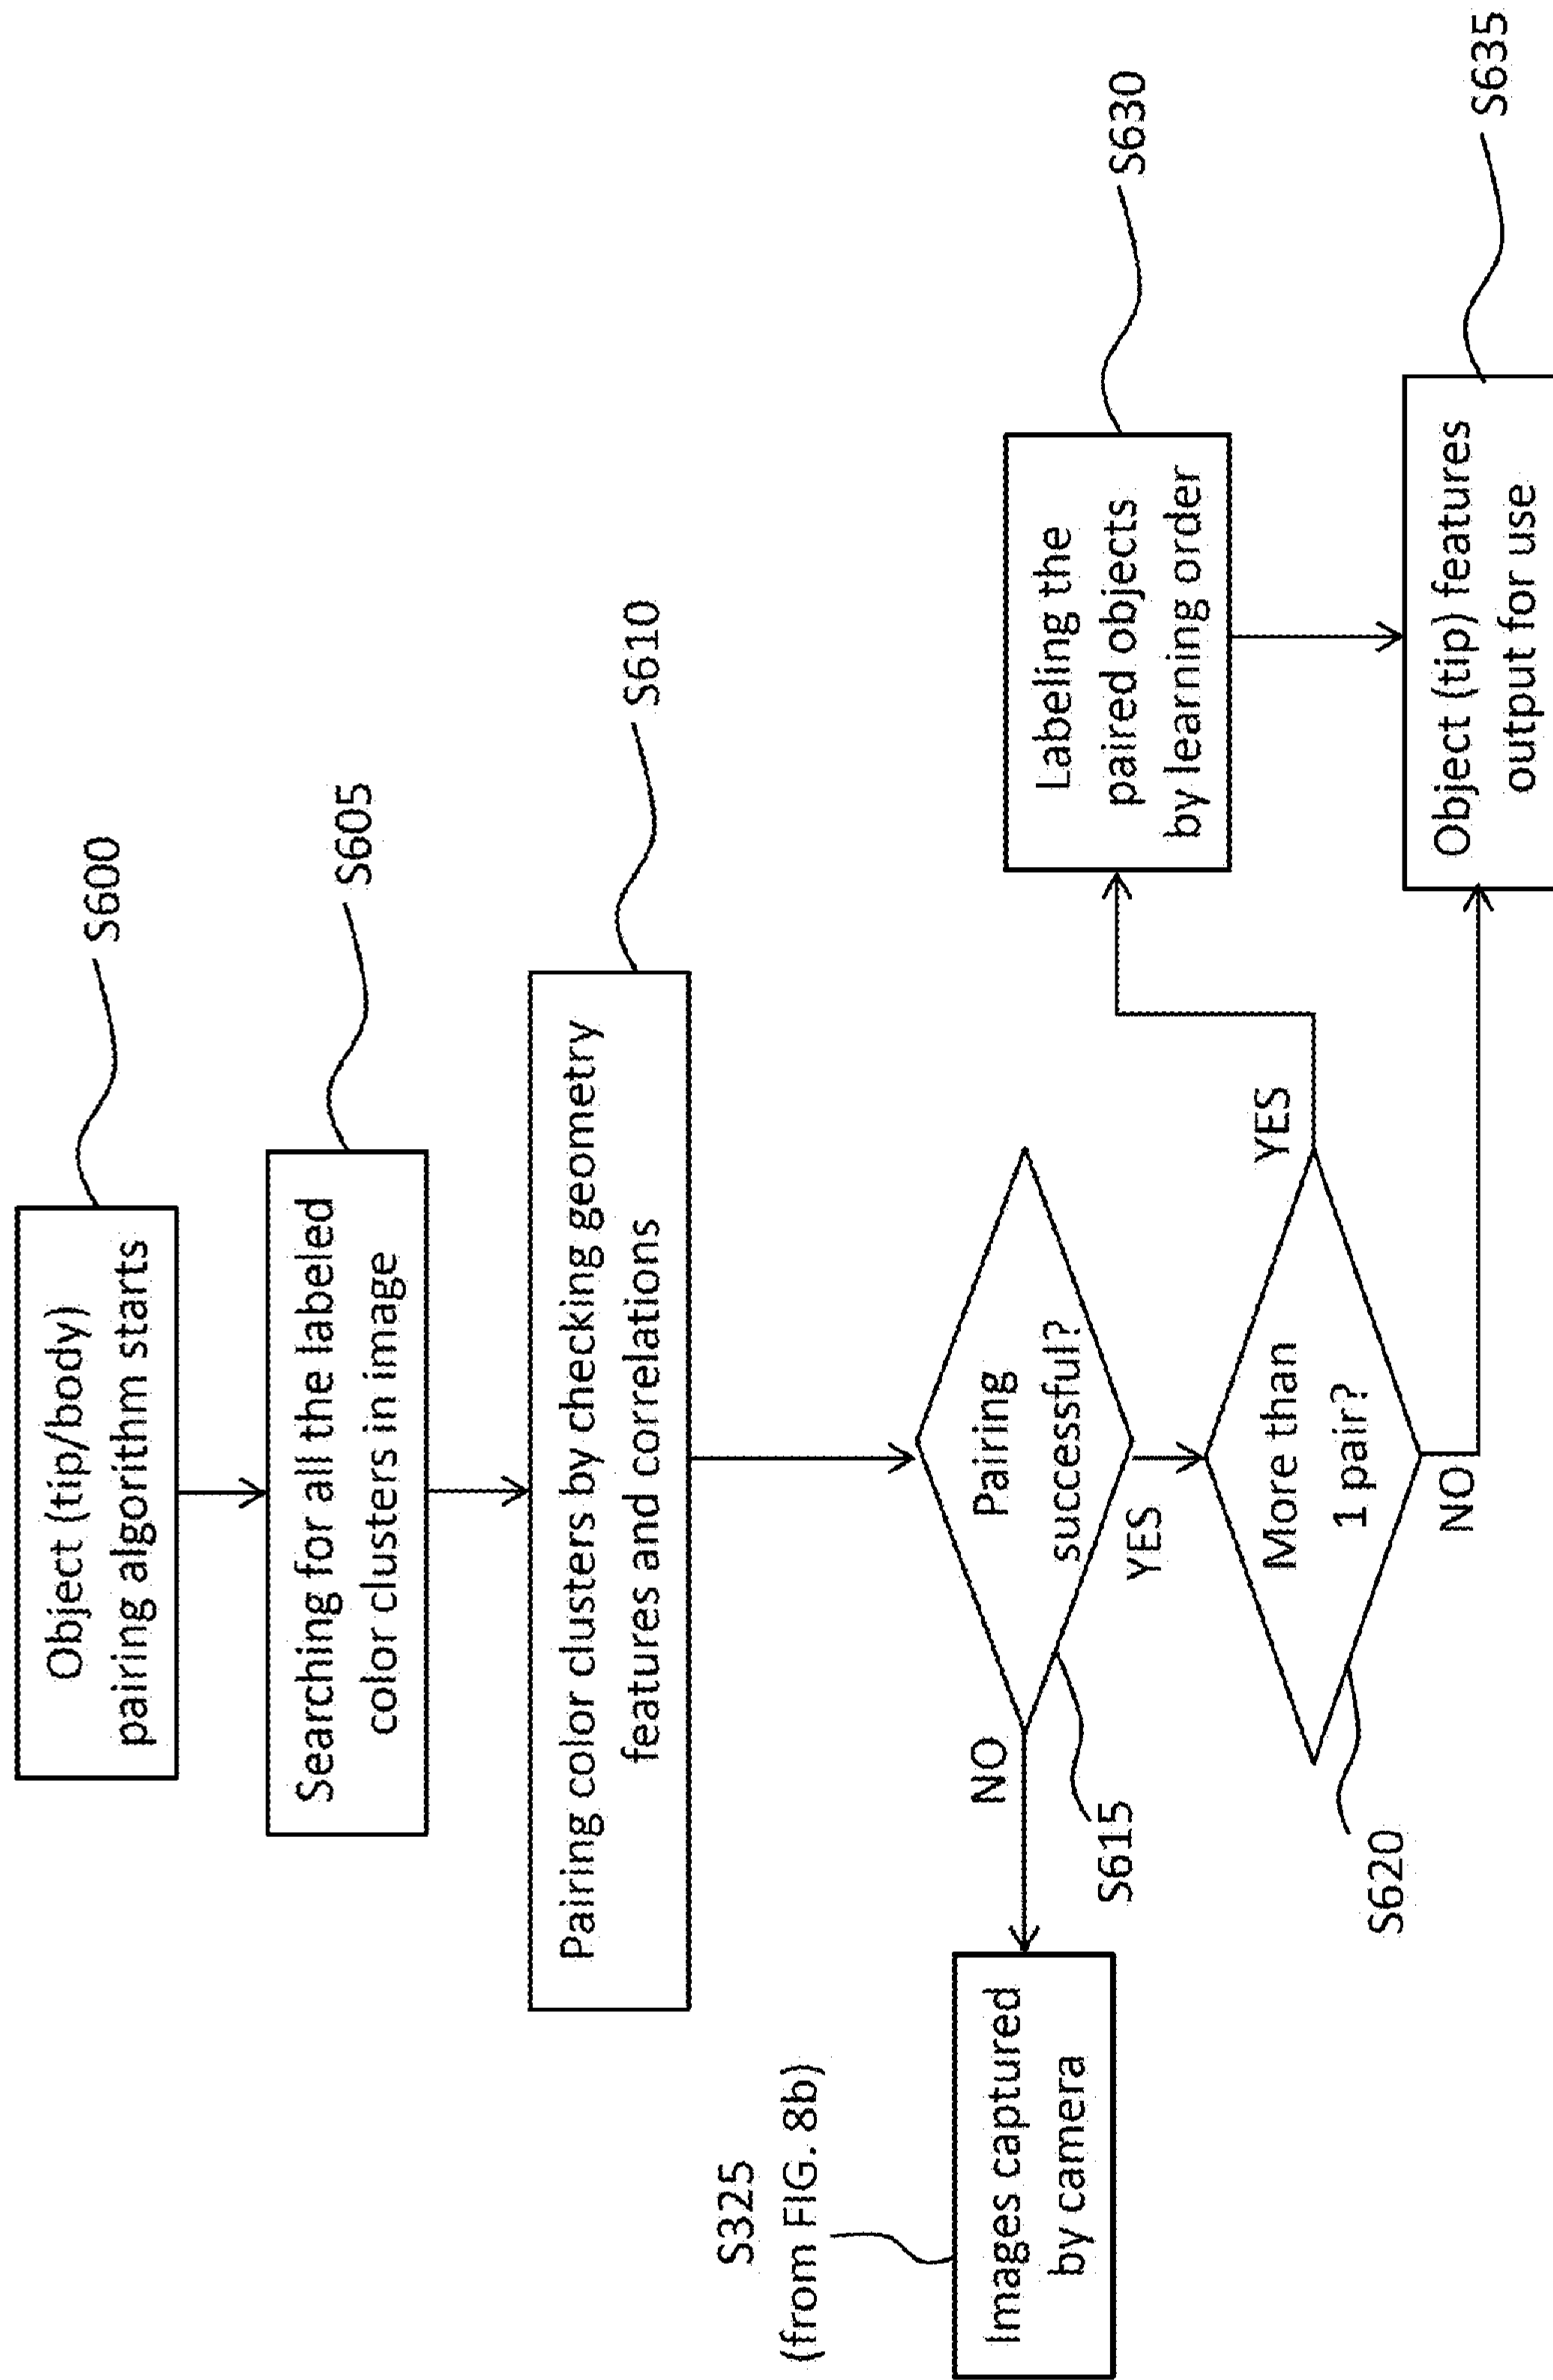 Object (tip/body)
pairing algorithm starts
S600
Searching for all the labeled
color clusters in image
S605
Pairing color clusters by checking geometry
features and correlations
S610
S325
(from FIG. 8b)
Images captured
by camera
NO
Pairing
successful?
S615
YES
More than
1 pair?
S620
YES
NO
Labeling the
paired objects
by learning order
S630
Object (tip) features
output for use
S635